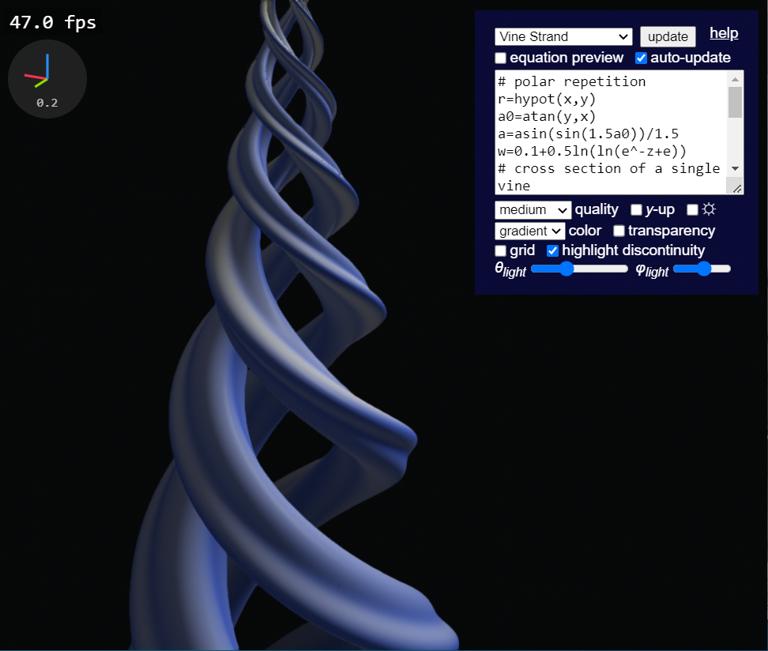 47.0 fps
0.2
Vine Strand update help
equation preview auto-update
# polar repetition
r=hypot(x,y)
a0=atan(y,x)
a=asin(sin(1.5a0))/1.5
w=0.1+0.5ln(ln(e^-z+e))
# cross section of a single
vine
medium quality y-up
gradient color transparency
grid highlight discontinuity
θlight φlight